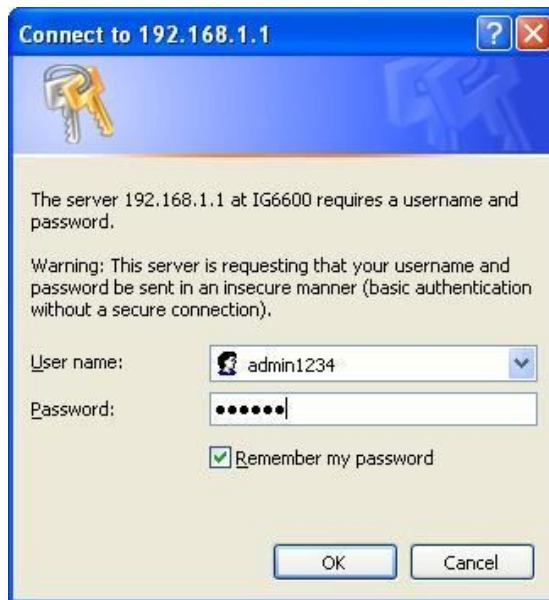 Connect to 192.168.1.1
The server 192.168.1.1 at IG6600 requires a username and
password.
Warning: This server is requesting that your username and
password be sent in an insecure manner (basic authentication
without a secure connection).
User name:
admin1234
Password:
••••••
Remember my password
OK
Cancel